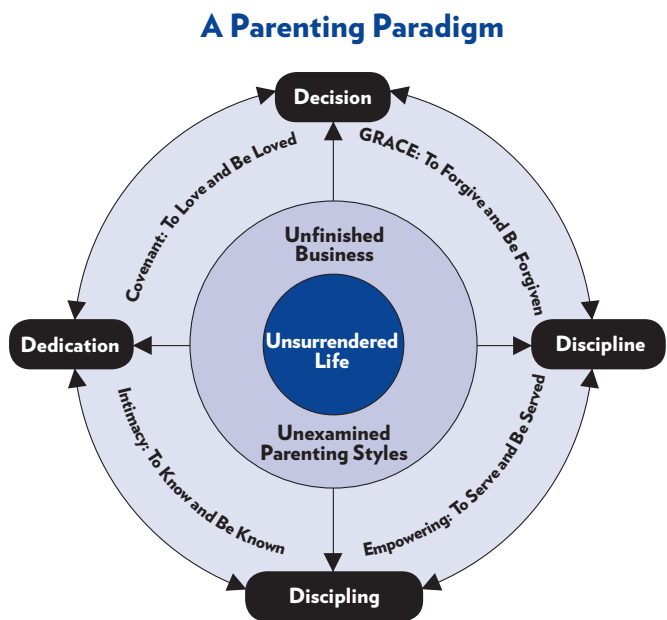 A Parenting Paradigm
Decision
Covenant: To Love and Be Loved
GRACE: To Forgive and Be Forgiven
Unfinished
Business
Dedication
Unsurrendered
Life
Discipline
Unexamined
Parenting Styles
Intimacy: To Know and Be Known
Empowering: To Serve and Be Served
Discipling